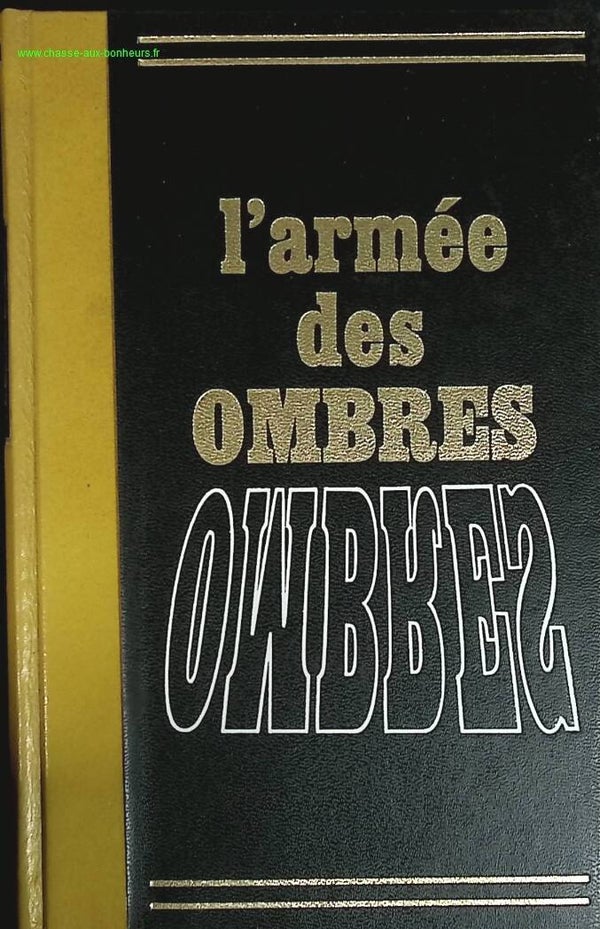 www.chasse-aux-bonheurs.fr
l'armée
des
OMBRES
OMBRES